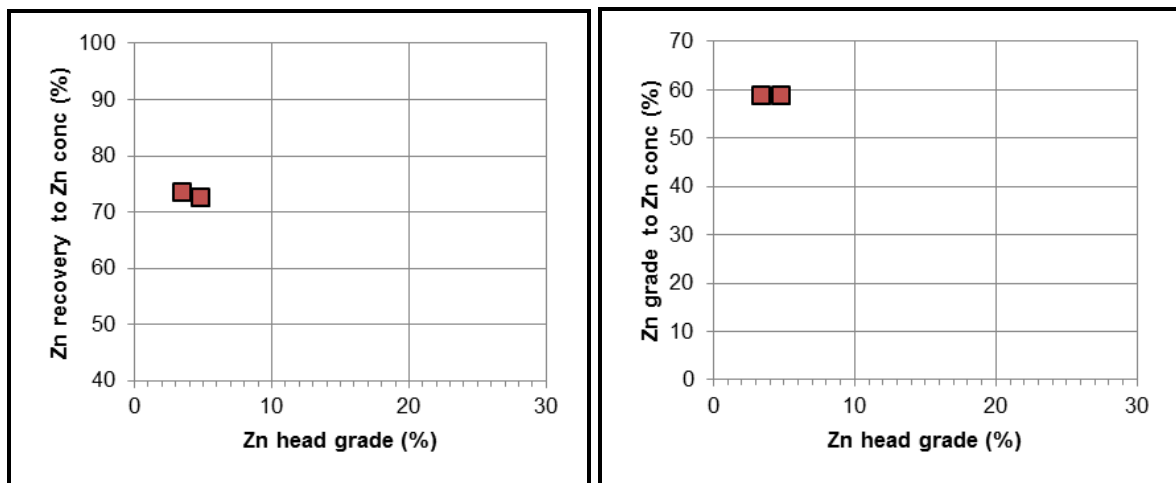 Zn recovery to Zn conc (%)
100
90
80
70
60
50
40
0 10 20 30
Zn head grade (%)
Zn grade to Zn conc (%)
70
60
50
40
30
20
10
0
0 10 20 30
Zn head grade (%)